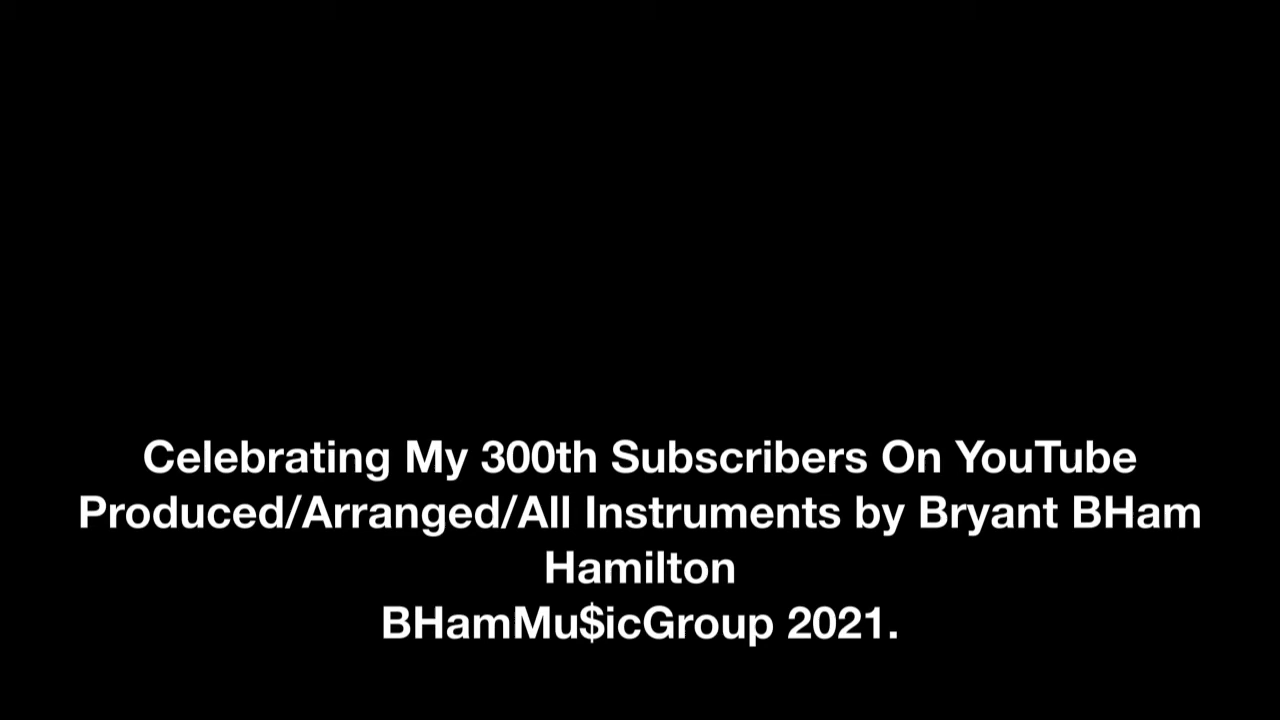 Celebrating My 300th Subscribers On YouTube
Produced/Arranged/All Instruments by Bryant BHam
Hamilton
BHamMu$icGroup 2021.